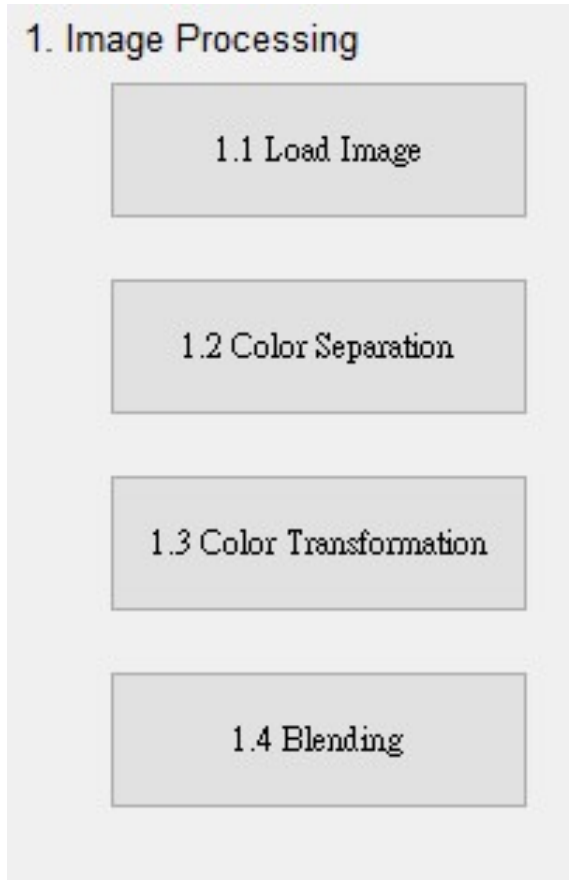 1. Image Processing
1.1 Load Image
1.2 Color Separation
1.3 Color Transformation
1.4 Blending